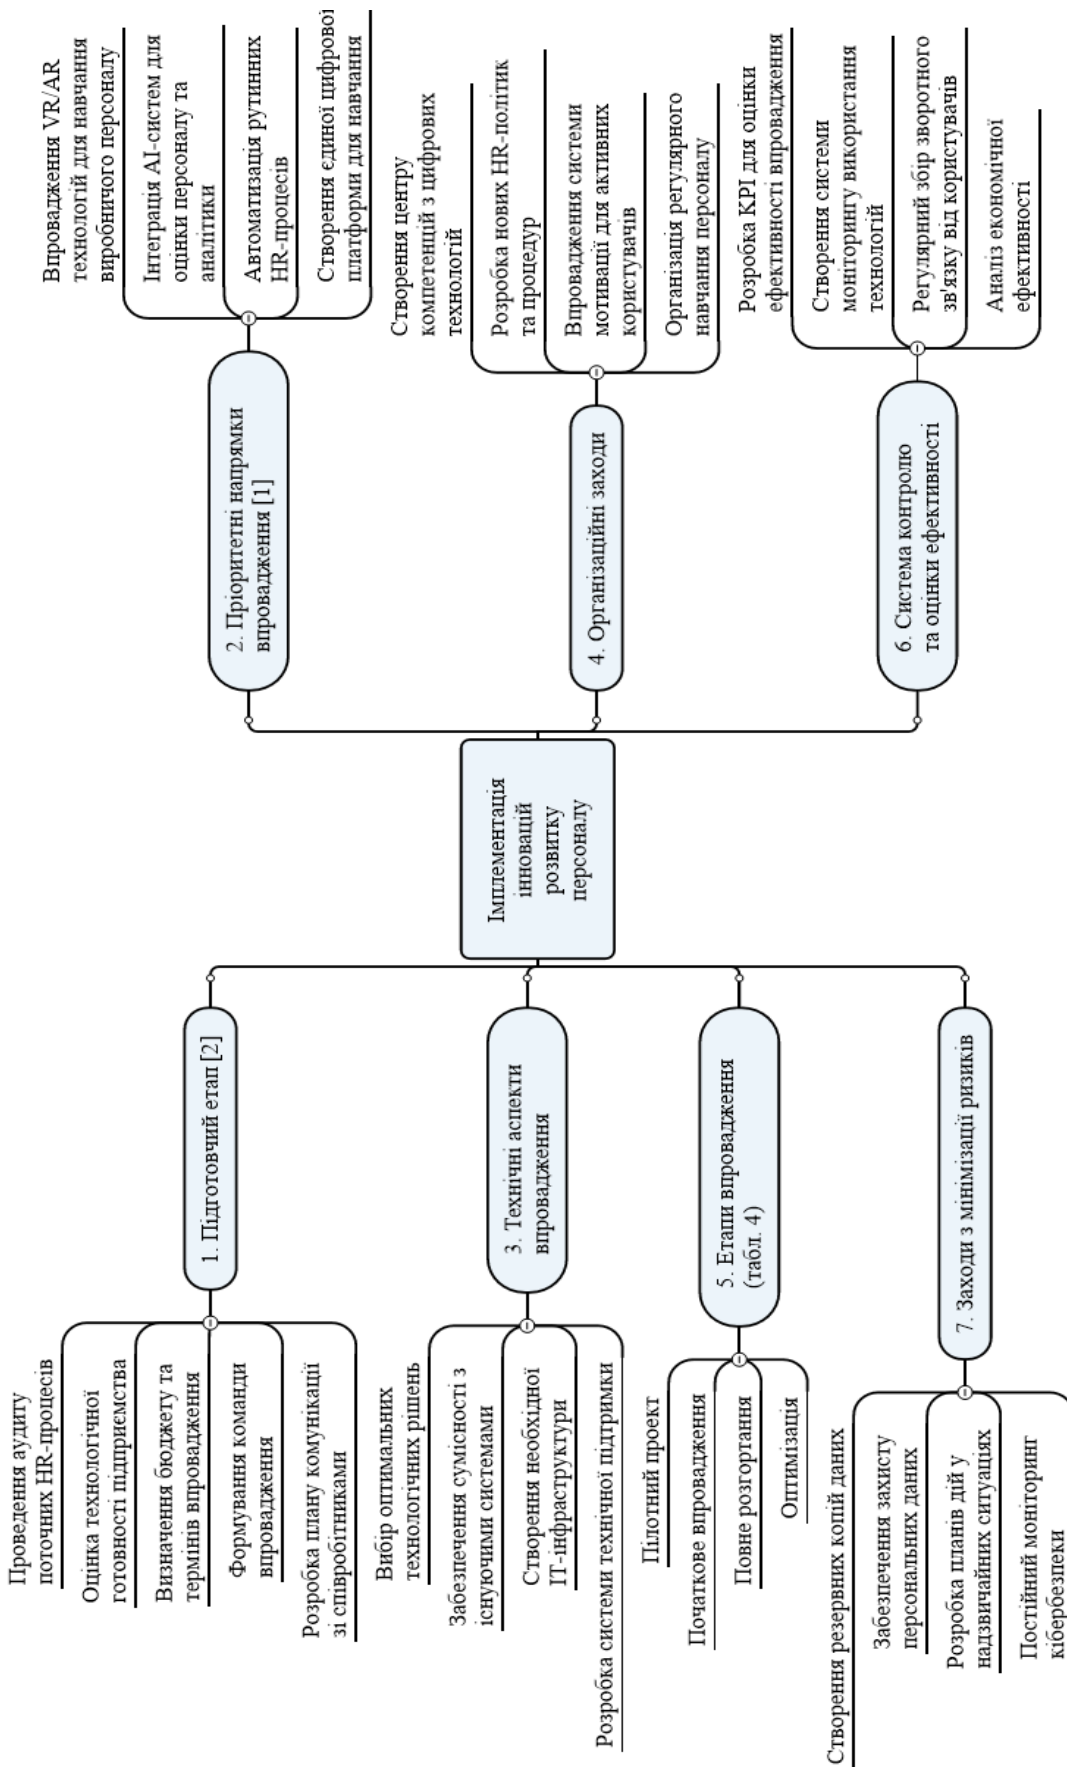 Імплементація
інновацій
розвитку
персоналу
1. Підготовчий етап [2]
Проведення аудиту
поточних HR-процесів
Оцінка технологічної
готовності підприємства
Визначення бюджету та
термінів впровадження
Формування команди
впровадження
Розробка плану комунікації
зі співробітниками
2. Пріоритетні напрямки
впровадження [1]
Впровадження VR/AR
технологій для навчання
виробничого персоналу
Інтеграція AI-систем для
оцінки персоналу та
аналітики
Автоматизація рутинних
HR-процесів
Створення єдиної цифрової
платформи для навчання
3. Технічні аспекти
впровадження
Вибір оптимальних
технологічних рішень
Забезпечення сумісності з
існуючими системами
Створення необхідної
ІТ-інфраструктури
Розробка системи технічної підтримки
4. Організаційні заходи
Створення центру
компетенцій з цифрових
технологій
Розробка нових HR-політик
та процедур
Впровадження системи
мотивації для активних
користувачів
Організація регулярного
навчання персоналу
5. Етапи впровадження
(табл. 4)
Пілотний проект
Початкове впровадження
Повне розгортання
Оптимізація
6. Система контролю
та оцінки ефективності
Розробка KPI для оцінки
ефективності впровадження
Створення системи
моніторингу використання
технологій
Регулярний збір зворотного
зв'язку від користувачів
Аналіз економічної
ефективності
7. Заходи з мінімізації ризиків
Створення резервних копій даних
Забезпечення захисту
персональних даних
Розробка планів дій у
надзвичайних ситуаціях
Постійний моніторинг
кібербезпеки